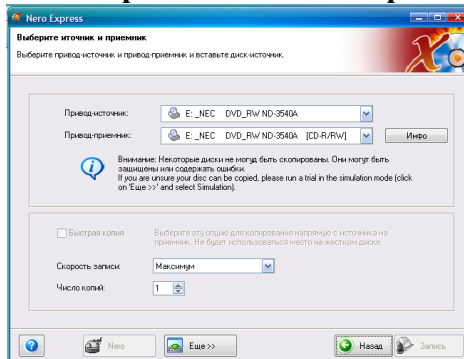 Nero Express
Выберите иточник и приемник
Выберите привод-источник и привод-приемник и вставьте диск-источник.
Привод-источник: E: _NEC DVD_RW ND-3540A
Привод-приемник: E: _NEC DVD_RW ND-3540A [CD-R/RW] Инфо
Внимание: Некоторые диски не могуд быть скопированы. Они могут быть
защищены или содержать ошибки.
If you are unsure your disc can be copied, please run a trial in the simulation mode (click
on 'Еще >>' and select Simulation).
Быстрая копия Выберите эту опцию для копирования напрямую с источника на
приемник. Не будет использоваться место на жестком диске.
Скорость записи: Максимум
Число копий: 1
Nero Еще >> Назад Запись